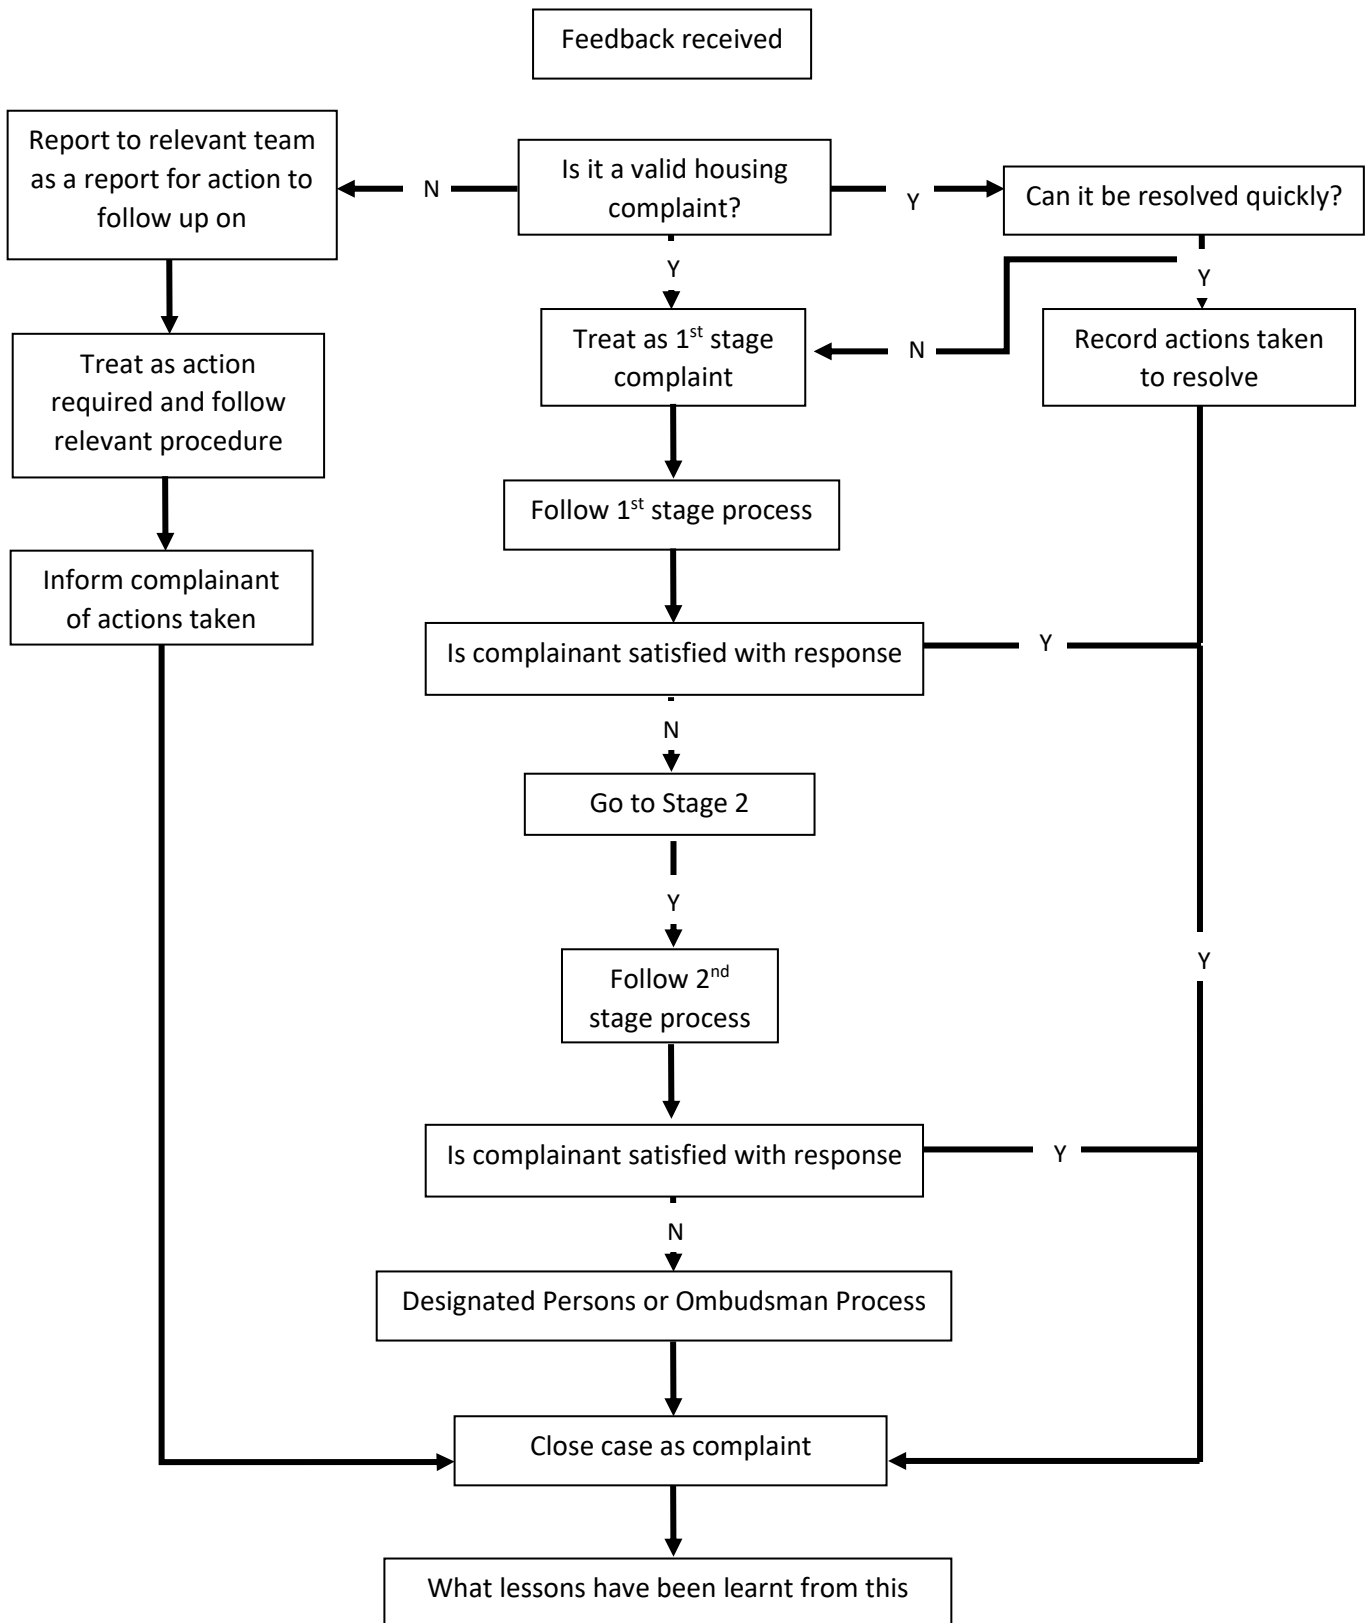 Feedback received
Report to relevant team
as a report for action to
follow up on
N
Is it a valid housing
complaint?
Y
Can it be resolved quickly?
Y
Y
Treat as 1st stage
complaint
N
Record actions taken
to resolve
Treat as action
required and follow
relevant procedure
Follow 1st stage process
Inform complainant
of actions taken
Is complainant satisfied with response
Y
N
Go to Stage 2
Y
Follow 2nd
stage process
Y
Is complainant satisfied with response
Y
N
Designated Persons or Ombudsman Process
Close case as complaint
What lessons have been learnt from this